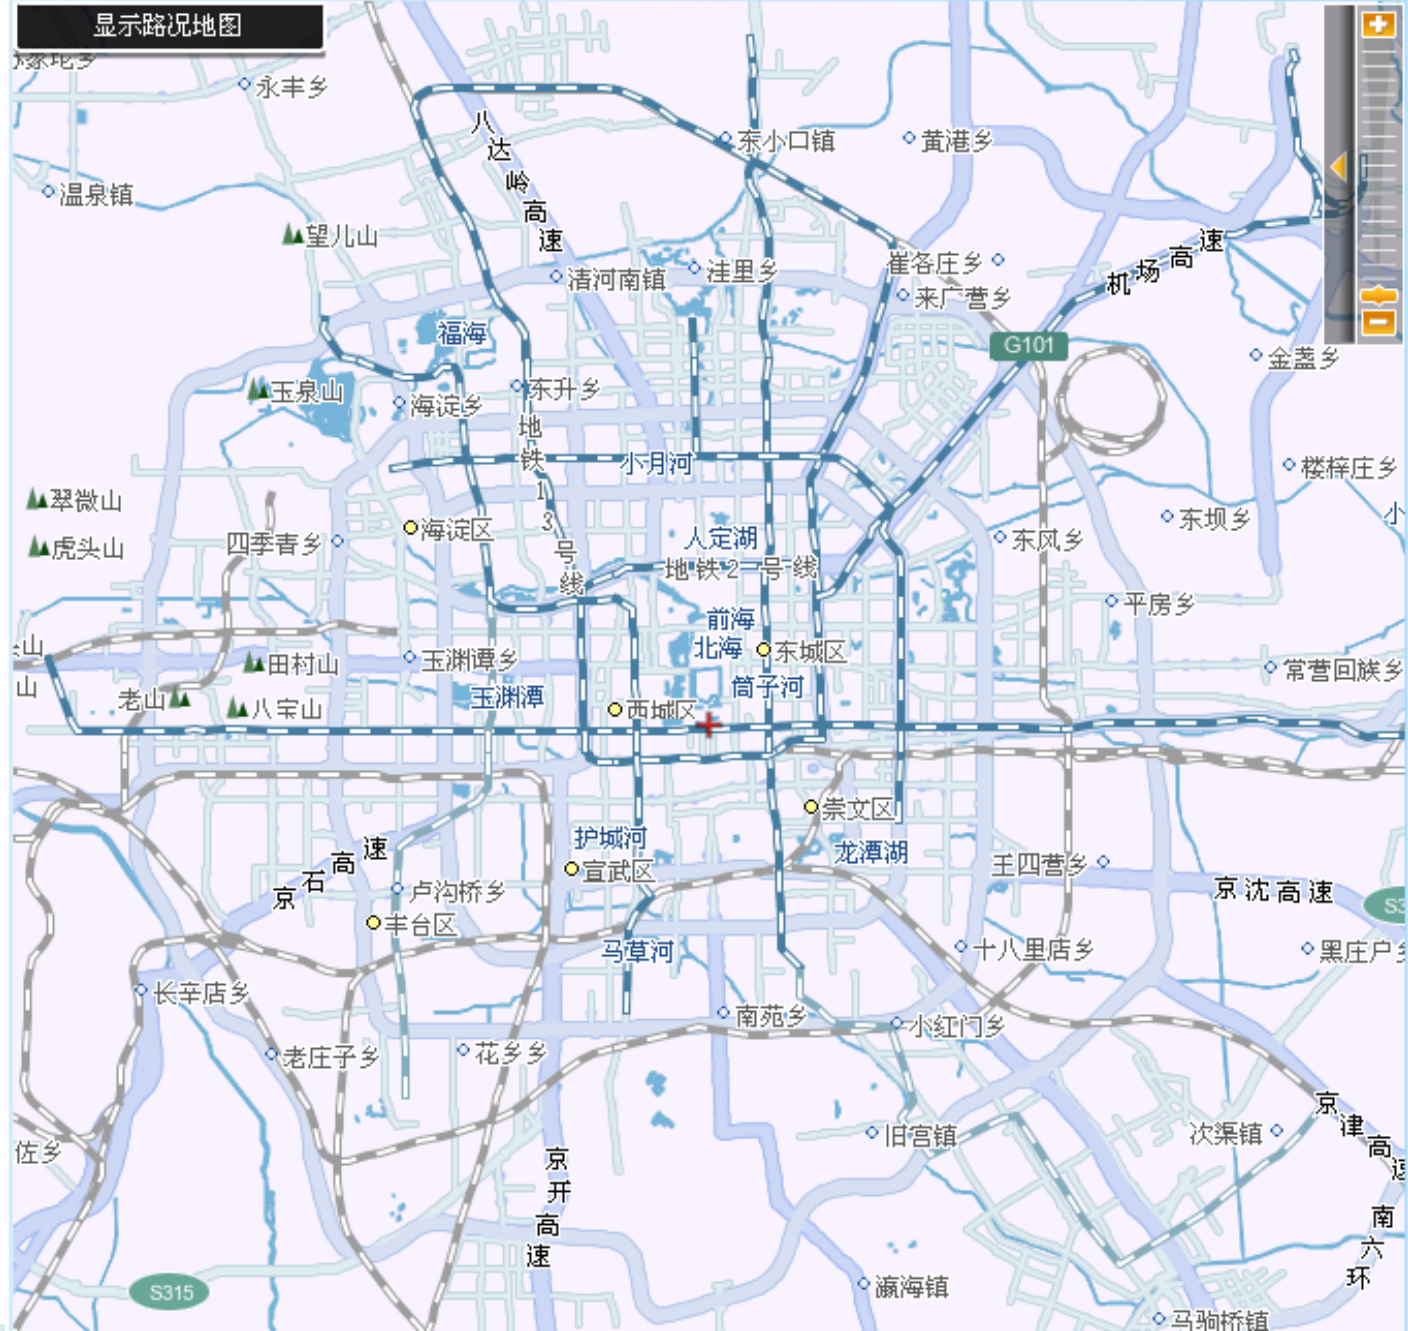 显示路况地图
永丰乡
八达岭高速
东小口镇
黄港乡
温泉镇
望儿山
机场高速
清河南镇
洼里乡
崔各庄乡
来广营乡
福海
G101
金盏乡
玉泉山
海淀乡
东升乡
地铁13号线
小月河
楼梓庄乡
翠微山
虎头山
四季青乡
海淀区
人定湖
东风乡
东坝乡
小
地铁2号线
平房乡
前海
北海
东城区
山
山
田村山
玉渊谭乡
常营回族乡
筒子河
老山
八宝山
玉渊潭
西城区
崇文区
护城河
龙潭湖
京石高速
宣武区
王四营乡
京沈高速
卢沟桥乡
丰台区
S3
马草河
十八里店乡
黑庄户乡
长辛店乡
南苑乡
小红门乡
老庄子乡
花乡乡
京津高速
旧宫镇
次渠镇
佐乡
京开高速
南六环
S315
瀛海镇
马驹桥镇